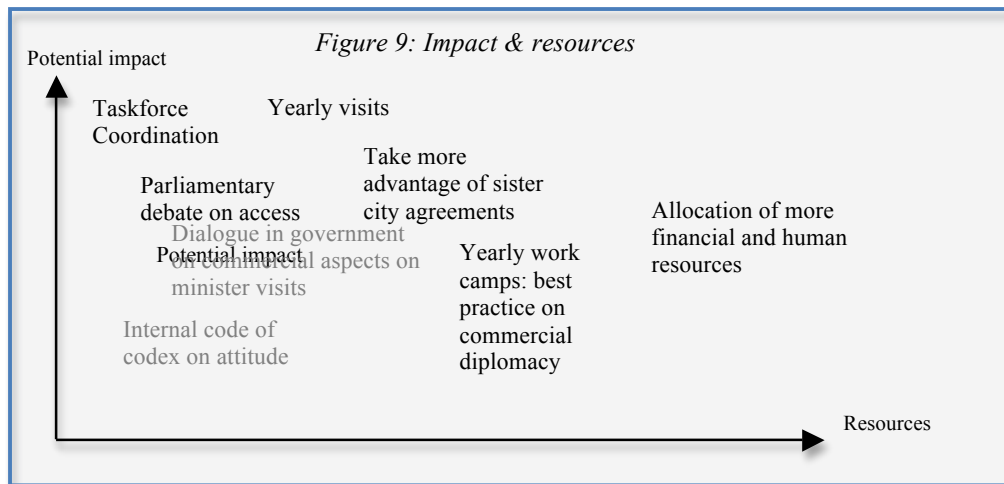 Figure 9: Impact & resources
Potential impact
Taskforce
Coordination
Yearly visits
Take more
advantage of sister
city agreements
Parliamentary
debate on access
Allocation of more
financial and human
resources
Dialogue in government
on commercial aspects on
minister visits
Potential impact
Yearly work
camps: best
practice on
commercial
diplomacy
Internal code of
codex on attitude
Resources